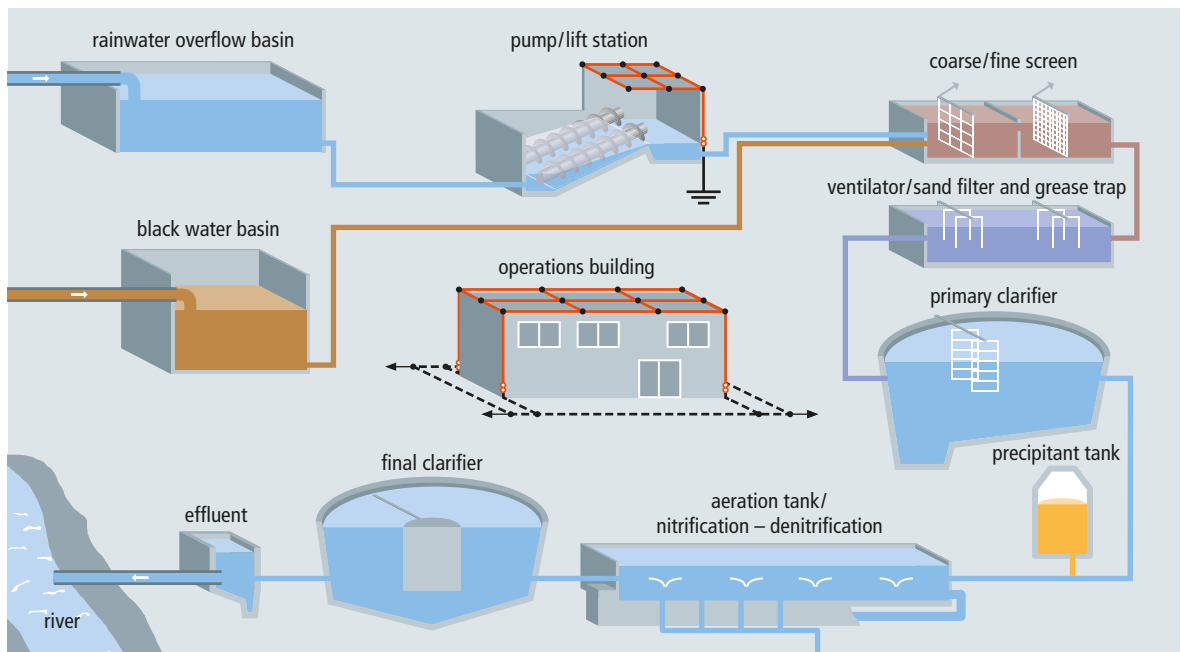 rainwater overflow basin
pump/lift station
coarse/fine screen
ventilator/sand filter and grease trap
black water basin
operations building
primary clarifier
precipitant tank
final clarifier
aeration tank/
nitrification – denitrification
effluent
river